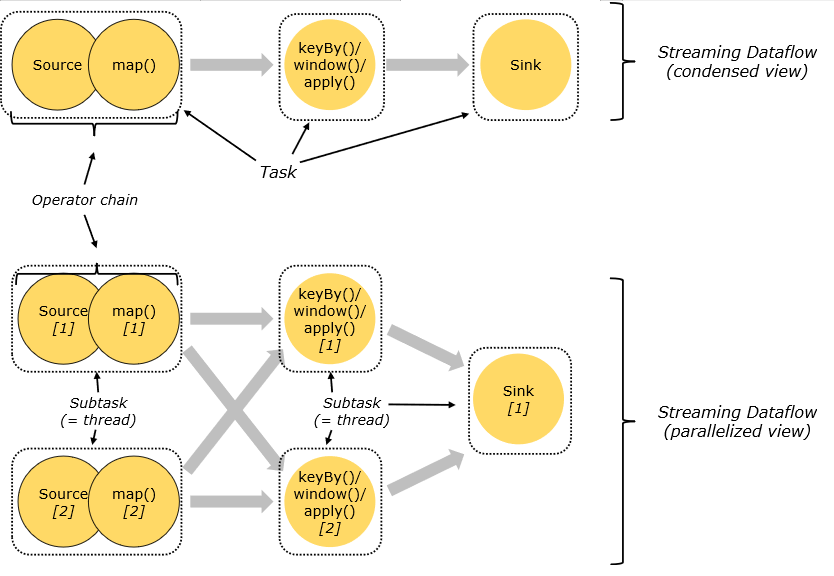 Source
map()
keyBy()/
window()/
apply()
Sink
Streaming Dataflow
(condensed view)
Task
Operator chain
Source
[1]
map()
[1]
keyBy()/
window()/
apply()
[1]
Sink
[1]
Subtask
(= thread)
Subtask
(= thread)
Streaming Dataflow
(parallelized view)
Source
[2]
map()
[2]
keyBy()/
window()/
apply()
[2]